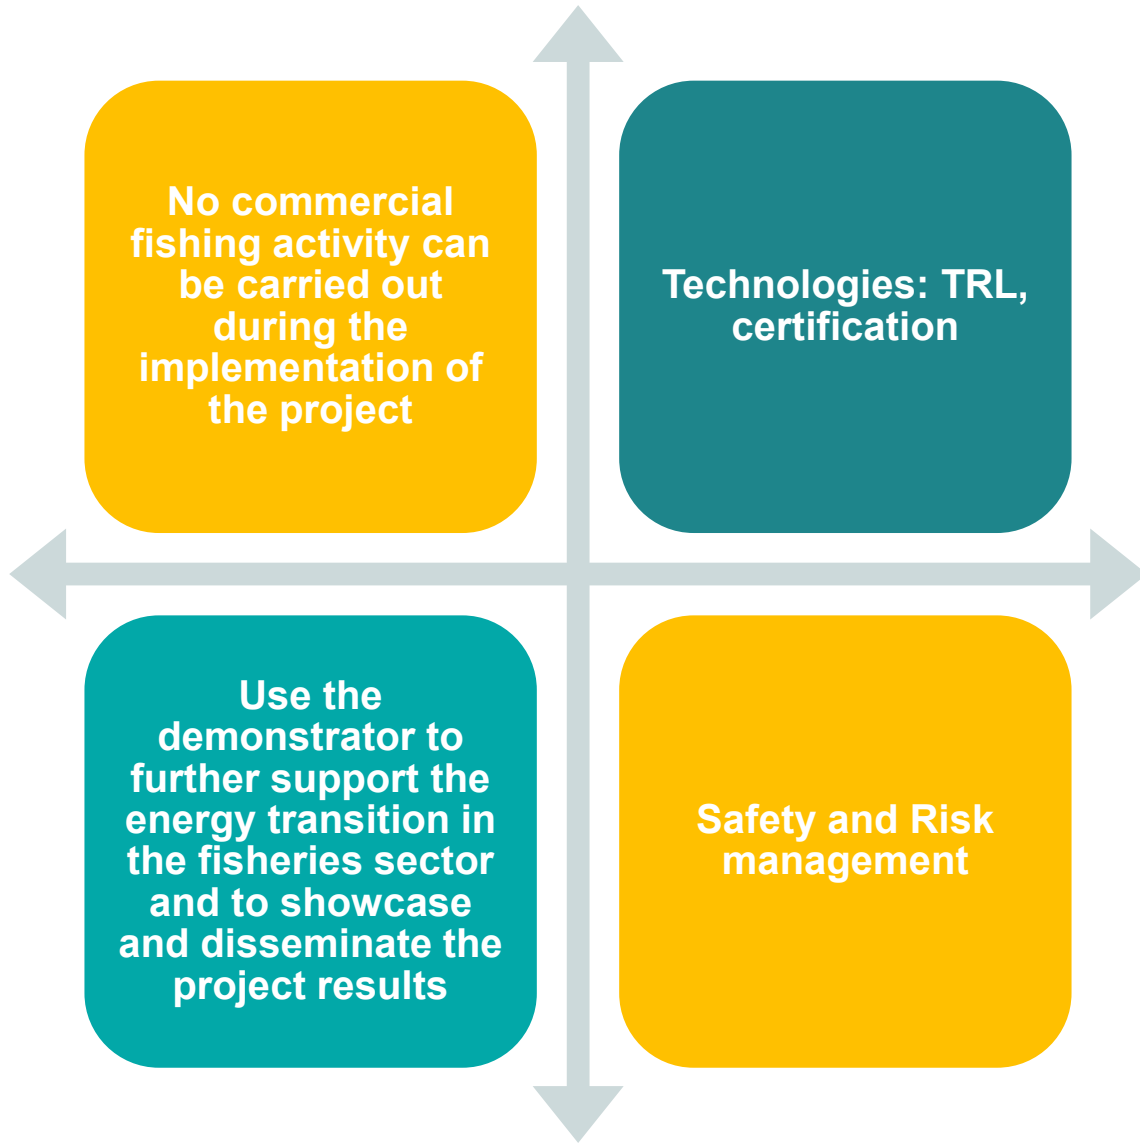 No commercial
fishing activity can
be carried out
during the
implementation of
the project
Technologies: TRL,
certification
Use the
demonstrator to
further support the
energy transition in
the fisheries sector
and to showcase
and disseminate the
project results
Safety and Risk
management